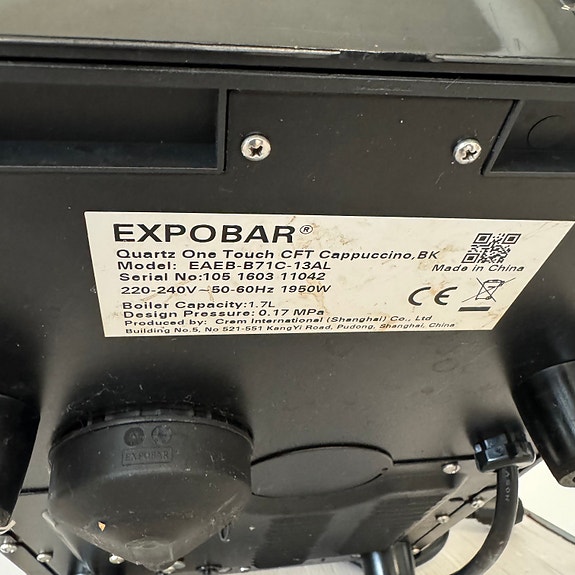 EXPOBAR®
Quartz One Touch CFT Cappuccino,BK
Model: EAEB-B71C-13AL
Serial No:105 1603 11042
220-240V~50-60Hz 1950W
Boiler Capacity:1.7L
Design Pressure:0.17 MPa
Produced by: Crem International (Shanghai) Co., Ltd
Building No.5, No 521-551 KangYi Road, Pudong, Shanghai, China
Made in China
CE
EXPOBAR